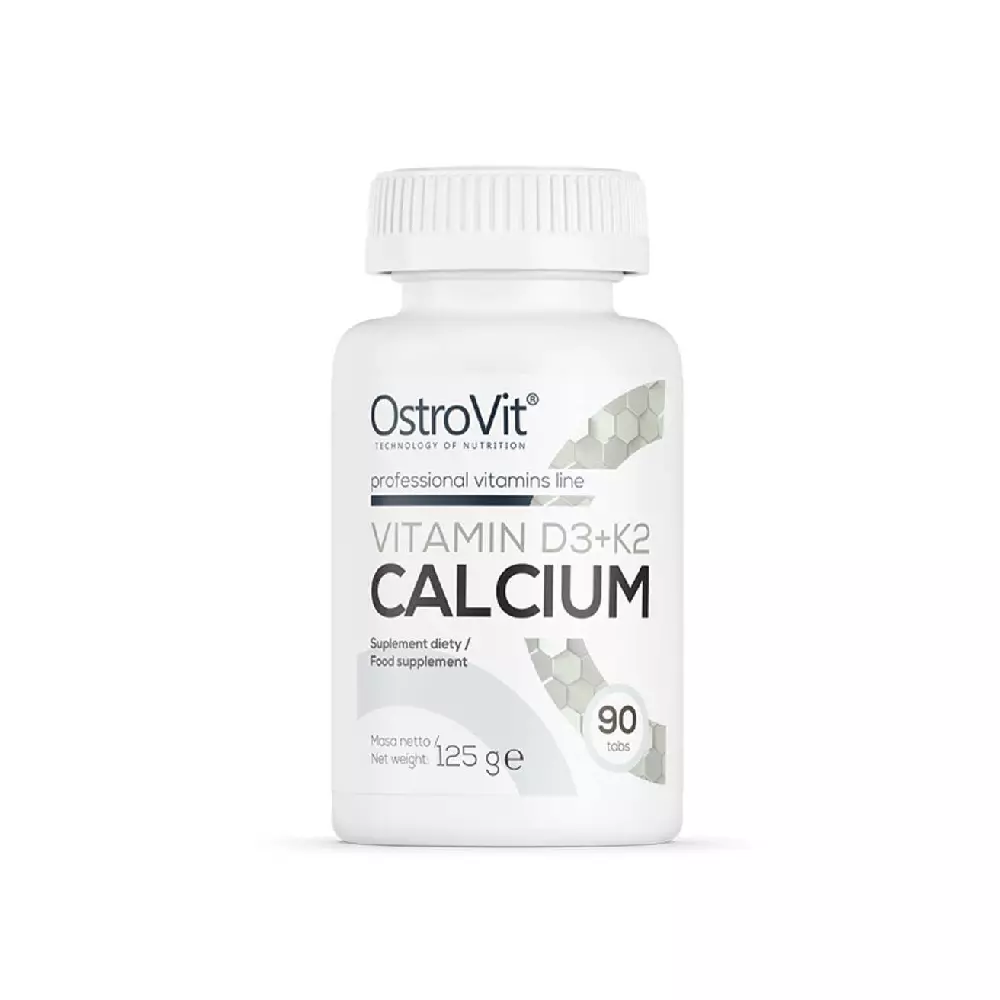 OstroVit®
TECHNOLOGY OF NUTRITION
professional vitamins line
VITAMIN D3+K2
CALCIUM
Suplement diety /
Food supplement
90
tabs
Masa netto /
Net weight: 125 g e